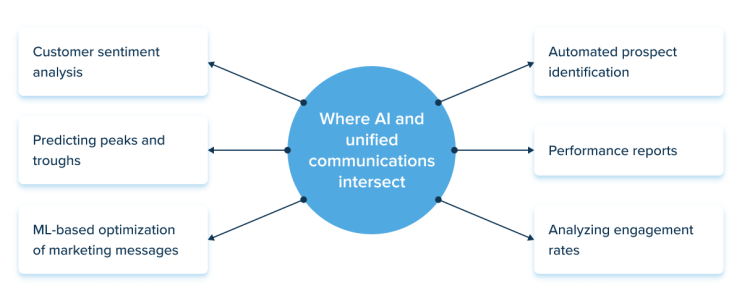 Customer sentiment
analysis
Predicting peaks and
troughs
ML-based optimization
of marketing messages
Where AI and
unified
communications
intersect
Automated prospect
identification
Performance reports
Analyzing engagement
rates